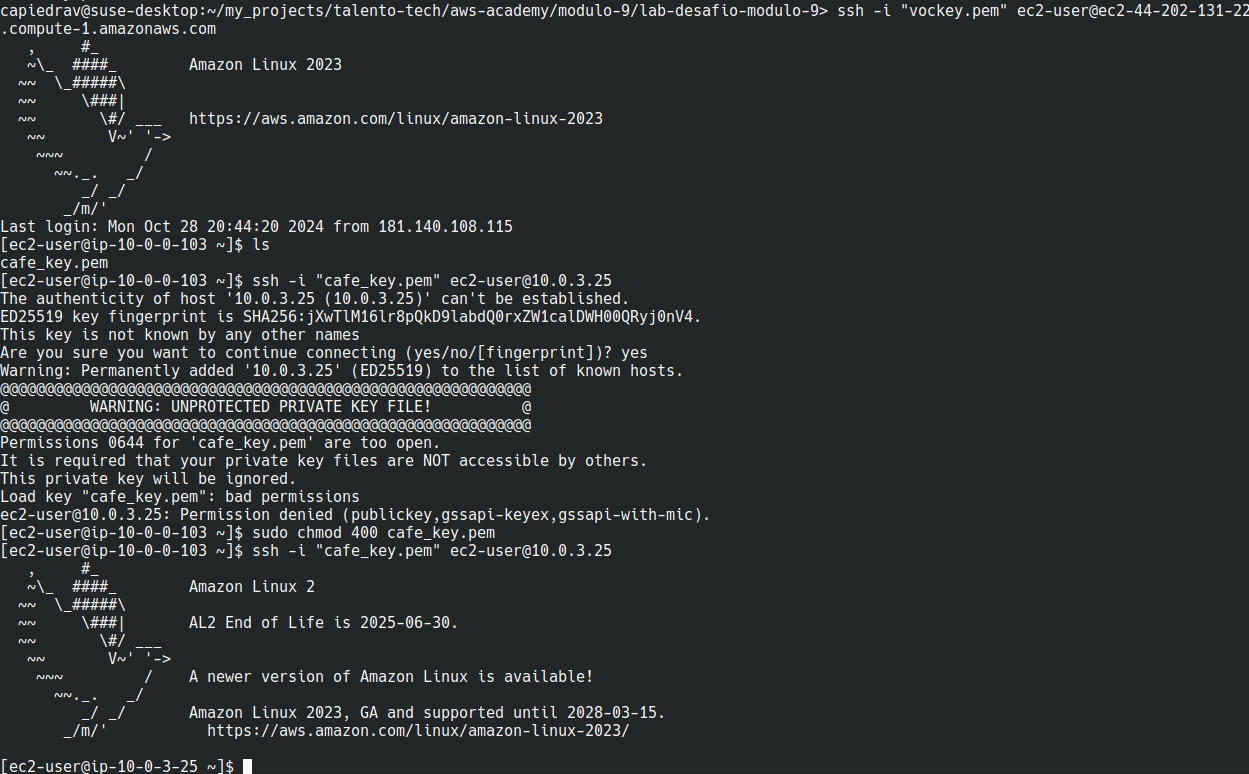 capiedrav@suse-desktop:~/my_projects/talento-tech/aws-academy/modulo-9/lab-desafio-modulo-9> ssh -i "vockey.pem" ec2-user@ec2-44-202-131-22
.compute-1.amazonaws.com
   ,     #_
   ~\_  ####_        Amazon Linux 2023
  ~~  \_#####\
  ~~     \###|
  ~~       \#/ ___   https://aws.amazon.com/linux/amazon-linux-2023
   ~~       V~' '->
    ~~~         /
      ~~._.   _/
         _/ _/
       _/m/'
Last login: Mon Oct 28 20:44:20 2024 from 181.140.108.115
[ec2-user@ip-10-0-0-103 ~]$ ls
cafe_key.pem
[ec2-user@ip-10-0-0-103 ~]$ ssh -i "cafe_key.pem" ec2-user@10.0.3.25
The authenticity of host '10.0.3.25 (10.0.3.25)' can't be established.
ED25519 key fingerprint is SHA256:jXwTlM16lr8pQkD9labdQ0rxZW1calDWH00QRyj0nV4.
This key is not known by any other names
Are you sure you want to continue connecting (yes/no/[fingerprint])? yes
Warning: Permanently added '10.0.3.25' (ED25519) to the list of known hosts.
@@@@@@@@@@@@@@@@@@@@@@@@@@@@@@@@@@@@@@@@@@@@@@@@@@@@@@@@@@@
@         WARNING: UNPROTECTED PRIVATE KEY FILE!          @
@@@@@@@@@@@@@@@@@@@@@@@@@@@@@@@@@@@@@@@@@@@@@@@@@@@@@@@@@@@
Permissions 0644 for 'cafe_key.pem' are too open.
It is required that your private key files are NOT accessible by others.
This private key will be ignored.
Load key "cafe_key.pem": bad permissions
ec2-user@10.0.3.25: Permission denied (publickey,gssapi-keyex,gssapi-with-mic).
[ec2-user@ip-10-0-0-103 ~]$ sudo chmod 400 cafe_key.pem
[ec2-user@ip-10-0-0-103 ~]$ ssh -i "cafe_key.pem" ec2-user@10.0.3.25
   ,     #_
   ~\_  ####_        Amazon Linux 2
  ~~  \_#####\
  ~~     \###|       AL2 End of Life is 2025-06-30.
  ~~       \#/ ___
   ~~       V~' '->
    ~~~         /    A newer version of Amazon Linux is available!
      ~~._.   _/
         _/ _/       Amazon Linux 2023, GA and supported until 2028-03-15.
       _/m/'           https://aws.amazon.com/linux/amazon-linux-2023/
[ec2-user@ip-10-0-3-25 ~]$